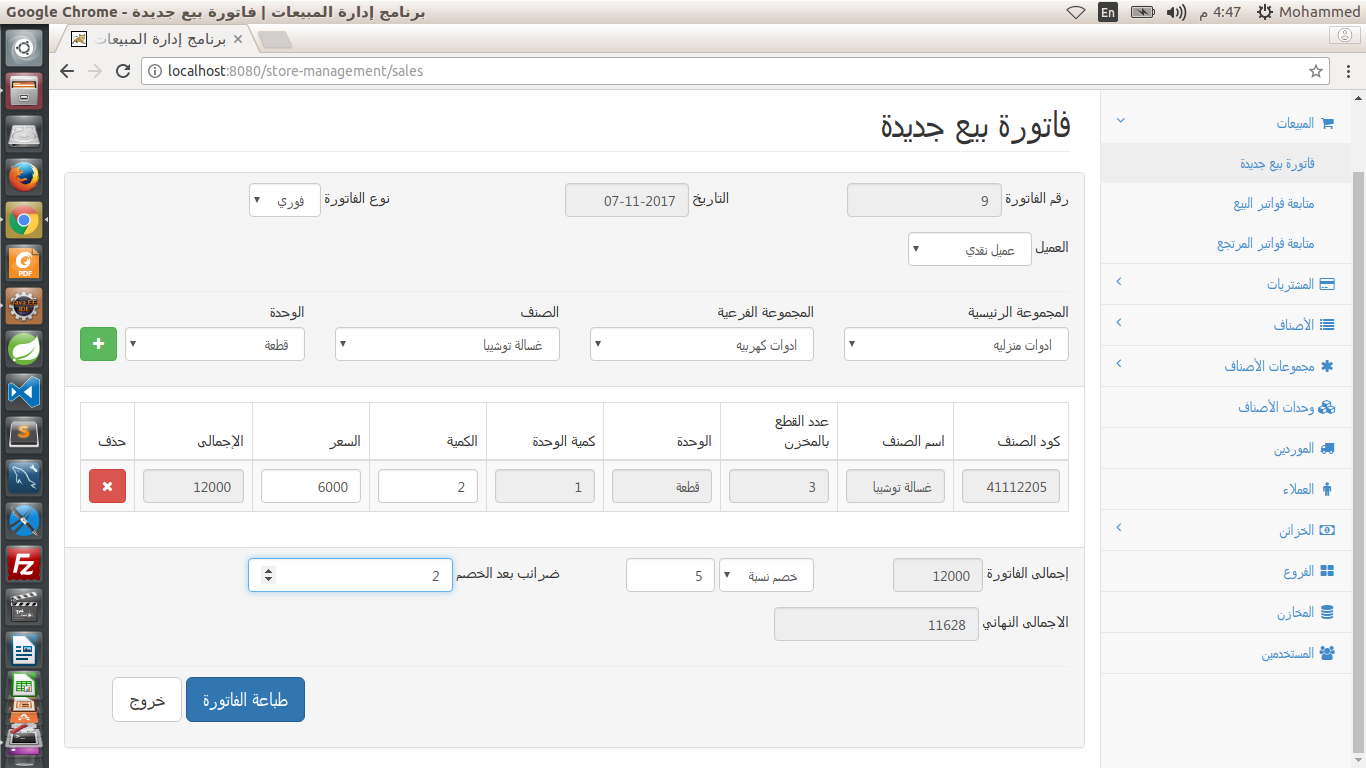 برنامج إدارة المبيعات | فاتورة بيع جديدة - Google Chrome
En
4:47 م
Mohammed
برنامج إدارة المبيعات
localhost:8080/store-management/sales
المبيعات
فاتورة بيع جديدة
متابعة فواتير البيع
متابعة فواتير المرتجع
المشتريات
الأصناف
مجموعات الأصناف
وحدات الأصناف
الموردين
العملاء
الخزائن
الفروع
المخازن
المستخدمين
فاتورة بيع جديدة
رقم الفاتورة 9 التاريخ 07-11-2017 نوع الفاتورة فوري
العميل عميل نقدي
المجموعة الرئيسية المجموعة الفرعية الصنف الوحدة
ادوات منزليه ادوات كهربيه غسالة توشيبا قطعة
كود الصنف اسم الصنف عدد القطع بالمخزن الوحدة كمية الوحدة الكمية السعر الإجمالى حذف
41112205 غسالة توشيبا 3 قطعة 1 2 6000 12000
إجمالى الفاتورة 12000 خصم نسبة 5 ضرائب بعد الخصم 2
الاجمالى النهائي 11628
طباعة الفاتورة خروج
PDF
Java EE
IDE